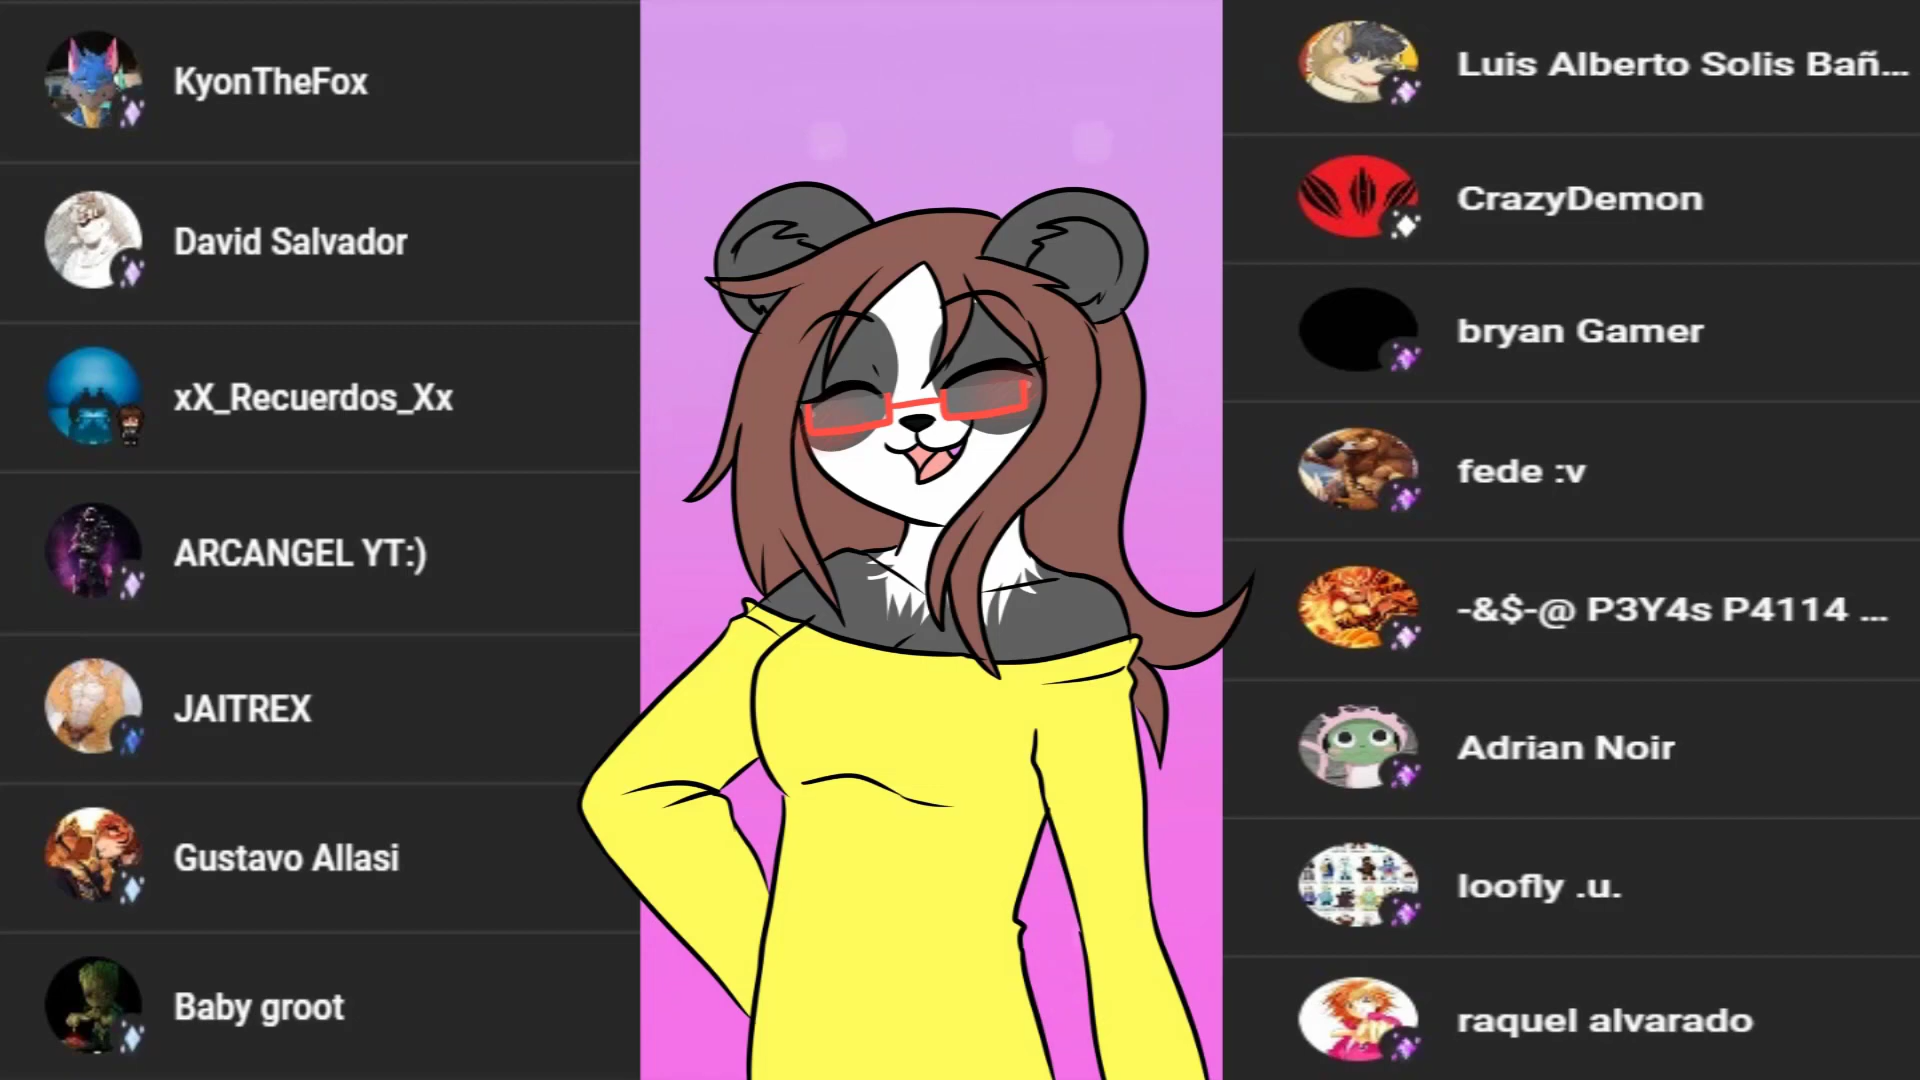 KyonTheFox
David Salvador
xX_Recuerdos_Xx
ARCANGEL YT:)
JAITREX
Gustavo Allasi
Baby groot
Luis Alberto Solis Bañ...
CrazyDemon
bryan Gamer
fede :v
-&$-@ P3Y4s P4114 ...
Adrian Noir
loofly .u.
raquel alvarado